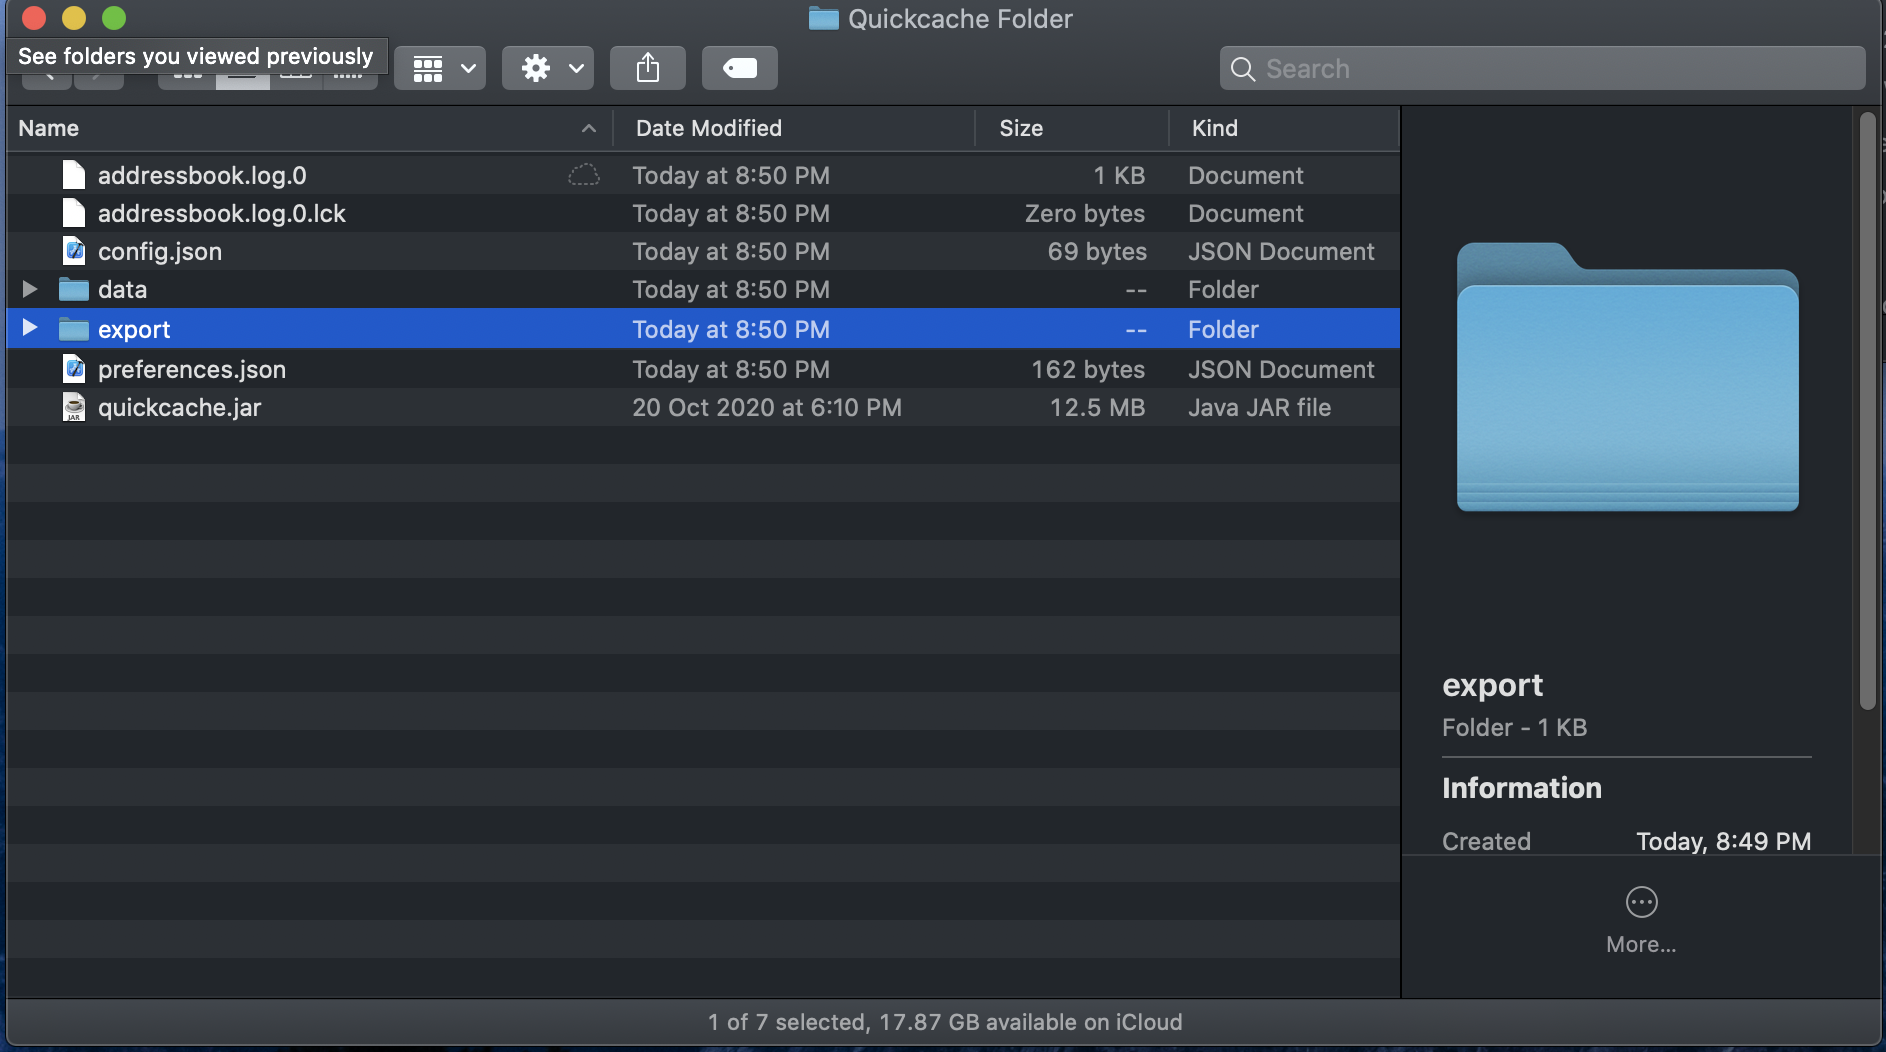 Quickcache Folder
See folders you viewed previously
Search
Name Date Modified Size Kind
addressbook.log.0 Today at 8:50 PM 1 KB Document
addressbook.log.0.lck Today at 8:50 PM Zero bytes Document
config.json Today at 8:50 PM 69 bytes JSON Document
data Today at 8:50 PM -- Folder
export Today at 8:50 PM -- Folder
preferences.json Today at 8:50 PM 162 bytes JSON Document
JAR quickcache.jar 20 Oct 2020 at 6:10 PM 12.5 MB Java JAR file
export
Folder - 1 KB
Information
Created Today, 8:49 PM
More...
1 of 7 selected, 17.87 GB available on iCloud